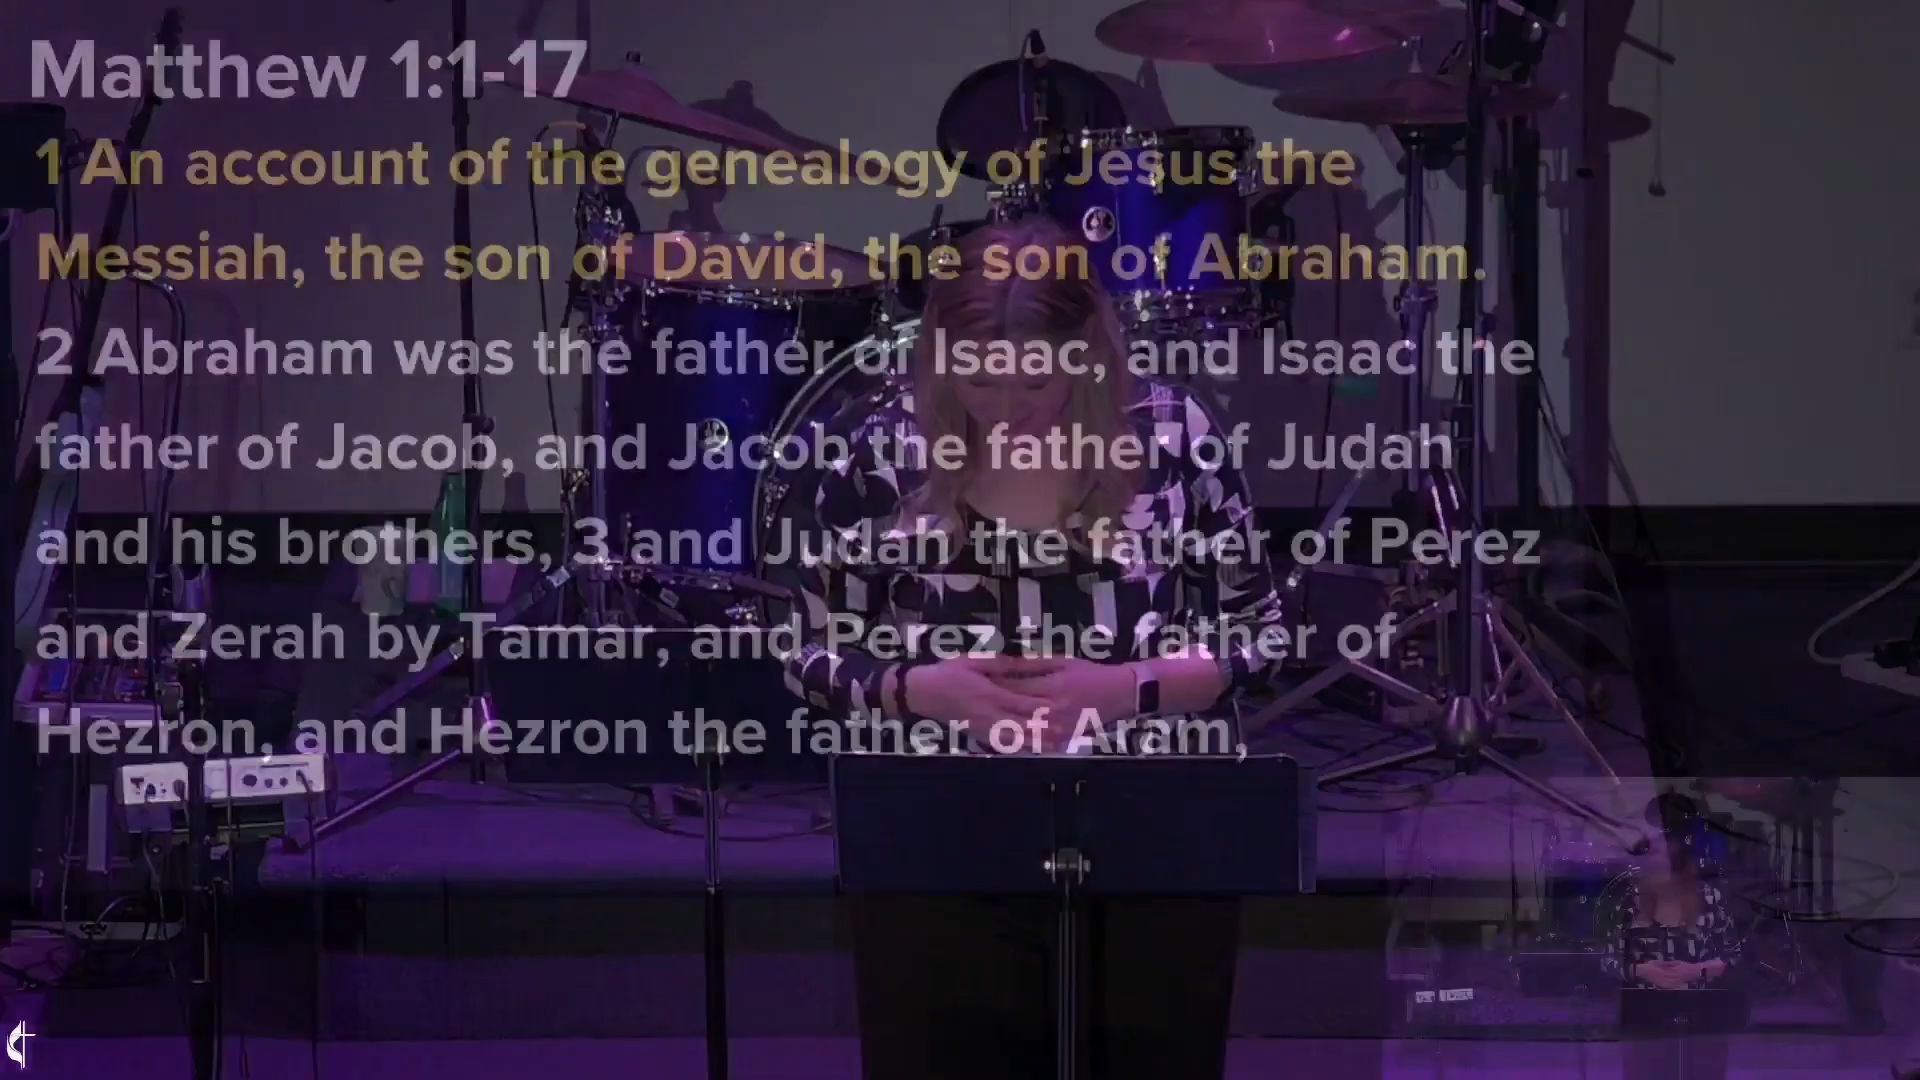 Matthew 1:1-17
1 An account of the genealogy of Jesus the
Messiah, the son of David, the son of Abraham.
2 Abraham was the father of Isaac, and Isaac the
father of Jacob, and Jacob the father of Judah
and his brothers, 3 and Judah the father of Perez
and Zerah by Tamar, and Perez the father of
Hezron, and Hezron the father of Aram,